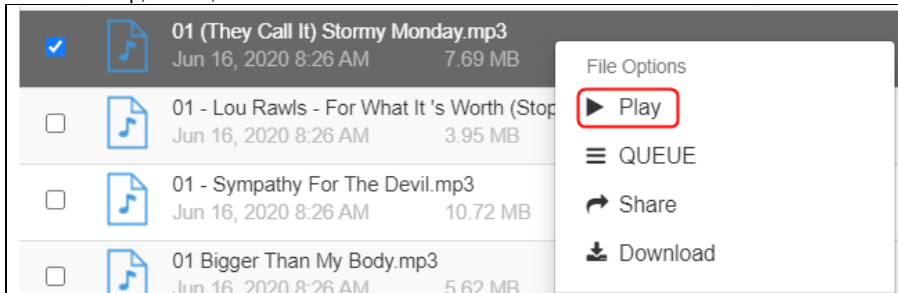 01 (They Call It) Stormy Monday.mp3
Jun 16, 2020 8:26 AM 7.69 MB
File Options
01 - Lou Rawls - For What It 's Worth (Stop
Play
Jun 16, 2020 8:26 AM 3.95 MB
QUEUE
01 - Sympathy For The Devil.mp3
Share
Jun 16, 2020 8:26 AM 10.72 MB
Download
01 Bigger Than My Body.mp3
Jun 16, 2020 8:26 AM 5.62 MB